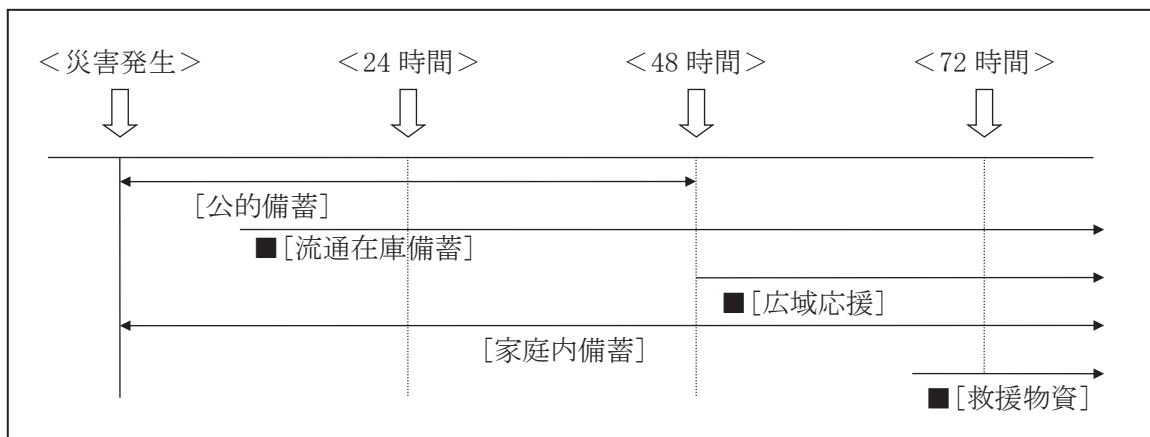 ＜災害発生＞ ＜24 時間＞ ＜48 時間＞ ＜72 時間＞
［公的備蓄］
■［流通在庫備蓄］
■［広域応援］
［家庭内備蓄］
■［救援物資］